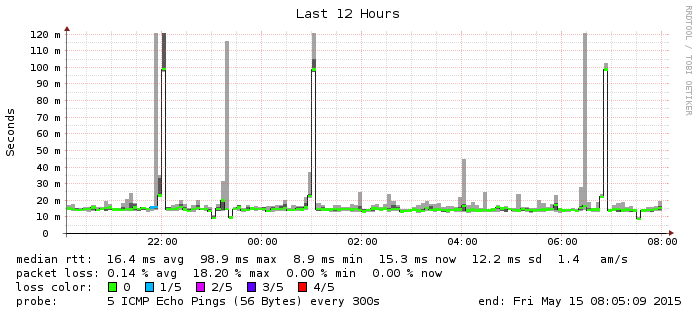 Last 12 Hours
RRDTOOL / TOBI OETIKER
Seconds
120 m
110 m
100 m
90 m
80 m
70 m
60 m
50 m
40 m
30 m
20 m
10 m
0
22:00 00:00 02:00 04:00 06:00 08:00
median rtt: 16.4 ms avg 98.9 ms max 8.9 ms min 15.3 ms now 12.2 ms sd 1.4 am/s
packet loss: 0.14 % avg 18.20 % max 0.00 % min 0.00 % now
loss color: 0 1/5 2/5 3/5 4/5
probe: 5 ICMP Echo Pings (56 Bytes) every 300s end: Fri May 15 08:05:09 2015